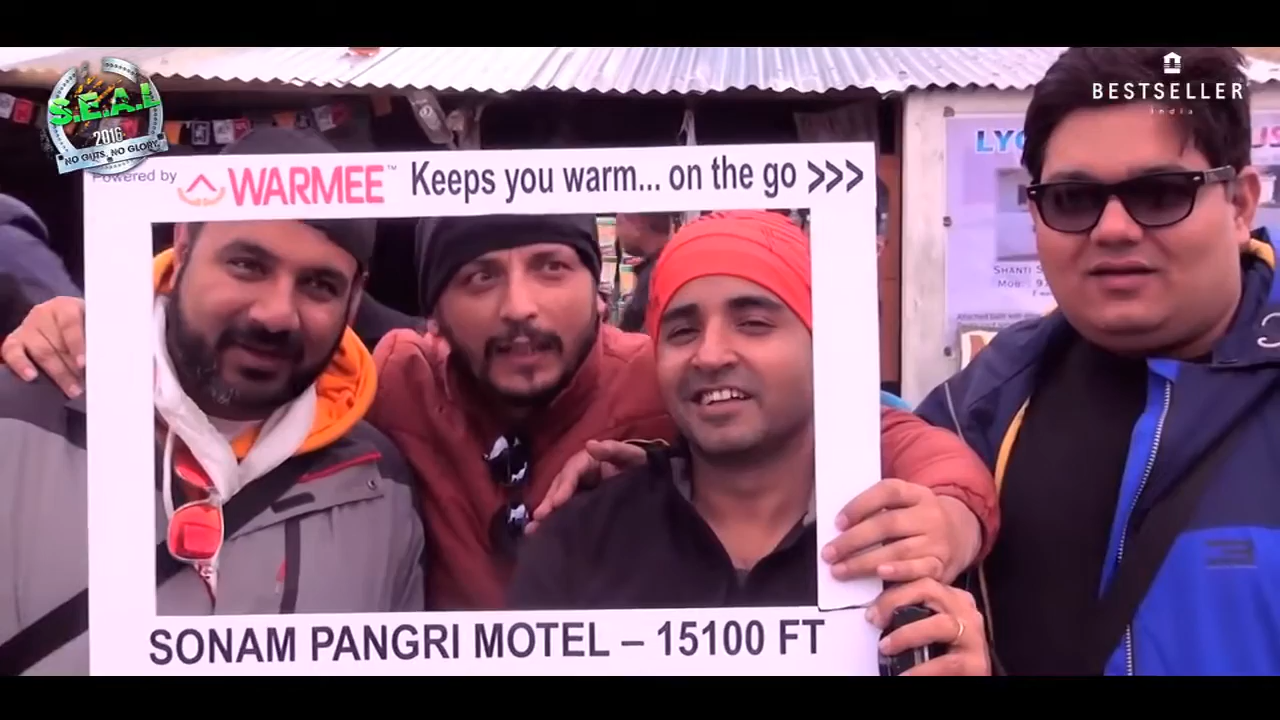 S.E.A.L
2016
NO GUTS, NO GLORY.
BESTSELLER
india
Powered by WARMEE™ Keeps you warm... on the go >>>
SHANTI
SONAM PANGRI MOTEL – 15100 FT